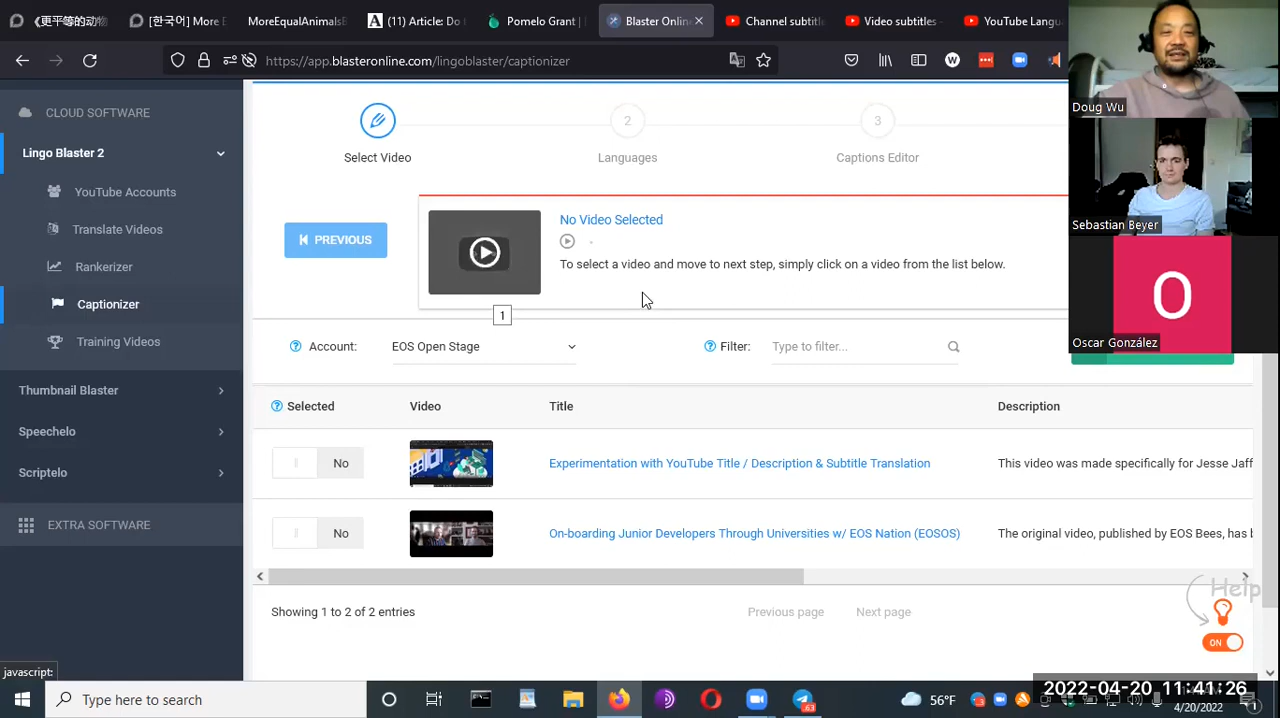 《更平等的动物
[한국어] More E
MoreEqualAnimalsB
(11) Article: Do
Pomelo Grant |
Blaster Onlin
Channel subtitle
Video subtitles -
YouTube Langu
https://app.blasteronline.com/lingoblaster/captionizer
Doug Wu
Sebastian Beyer
Oscar González
CLOUD SOFTWARE
Lingo Blaster 2
YouTube Accounts
Translate Videos
Rankerizer
Captionizer
Training Videos
Thumbnail Blaster
Speechelo
Scriptelo
EXTRA SOFTWARE
2
3
Select Video
Languages
Captions Editor
PREVIOUS
No Video Selected
-
To select a video and move to next step, simply click on a video from the list below.
1
Account:
EOS Open Stage
Filter:
Type to filter...
Selected
Video
Title
Description
No
Experimentation with YouTube Title / Description & Subtitle Translation
This video was made specifically for Jesse Jaff
No
On-boarding Junior Developers Through Universities w/ EOS Nation (EOSOS)
The original video, published by EOS Bees, has b
Showing 1 to 2 of 2 entries
Previous page
Next page
Help
ON
javascript:
Type here to search
63
56°F
2022-04-20 11:41:26
4/20/2022
1